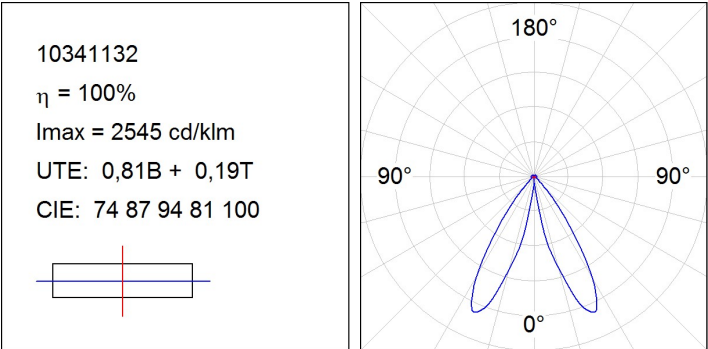 10341132
η = 100%
Imax = 2545 cd/klm
UTE: 0,81B + 0,19T
CIE: 74 87 94 81 100
180°
90° 90°
0°